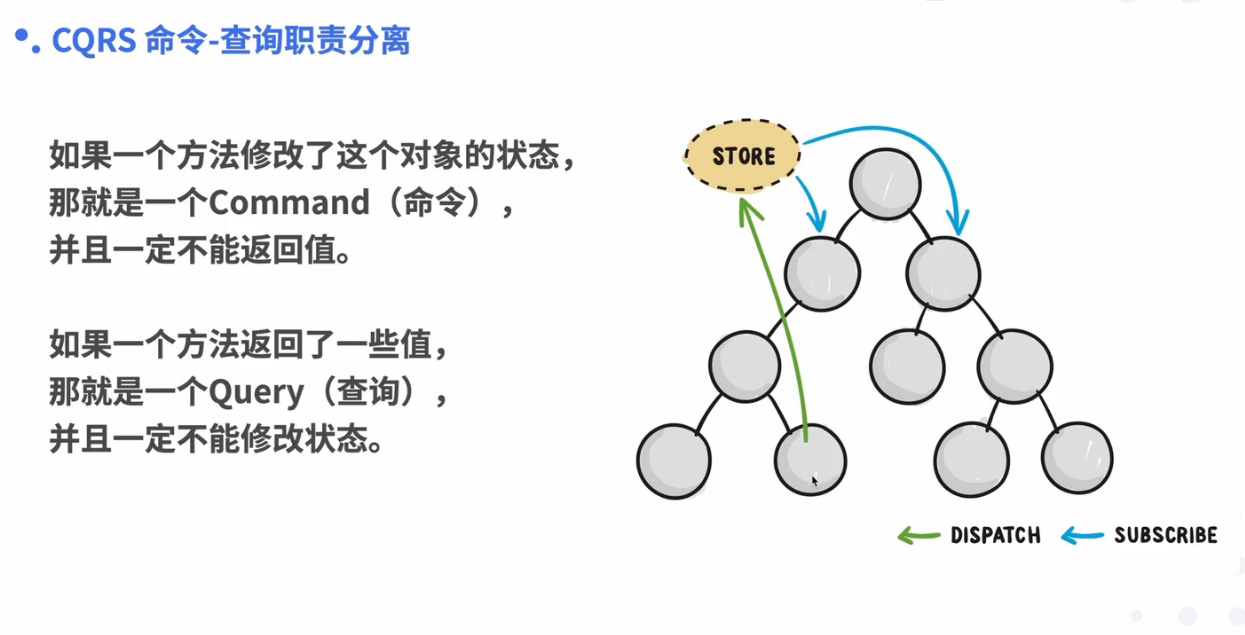 CQRS 命令-查询职责分离
如果一个方法修改了这个对象的状态，
那就是一个Command（命令），
并且一定不能返回值。
如果一个方法返回了一些值，
那就是一个Query（查询），
并且一定不能修改状态。
STORE
DISPATCH
SUBSCRIBE